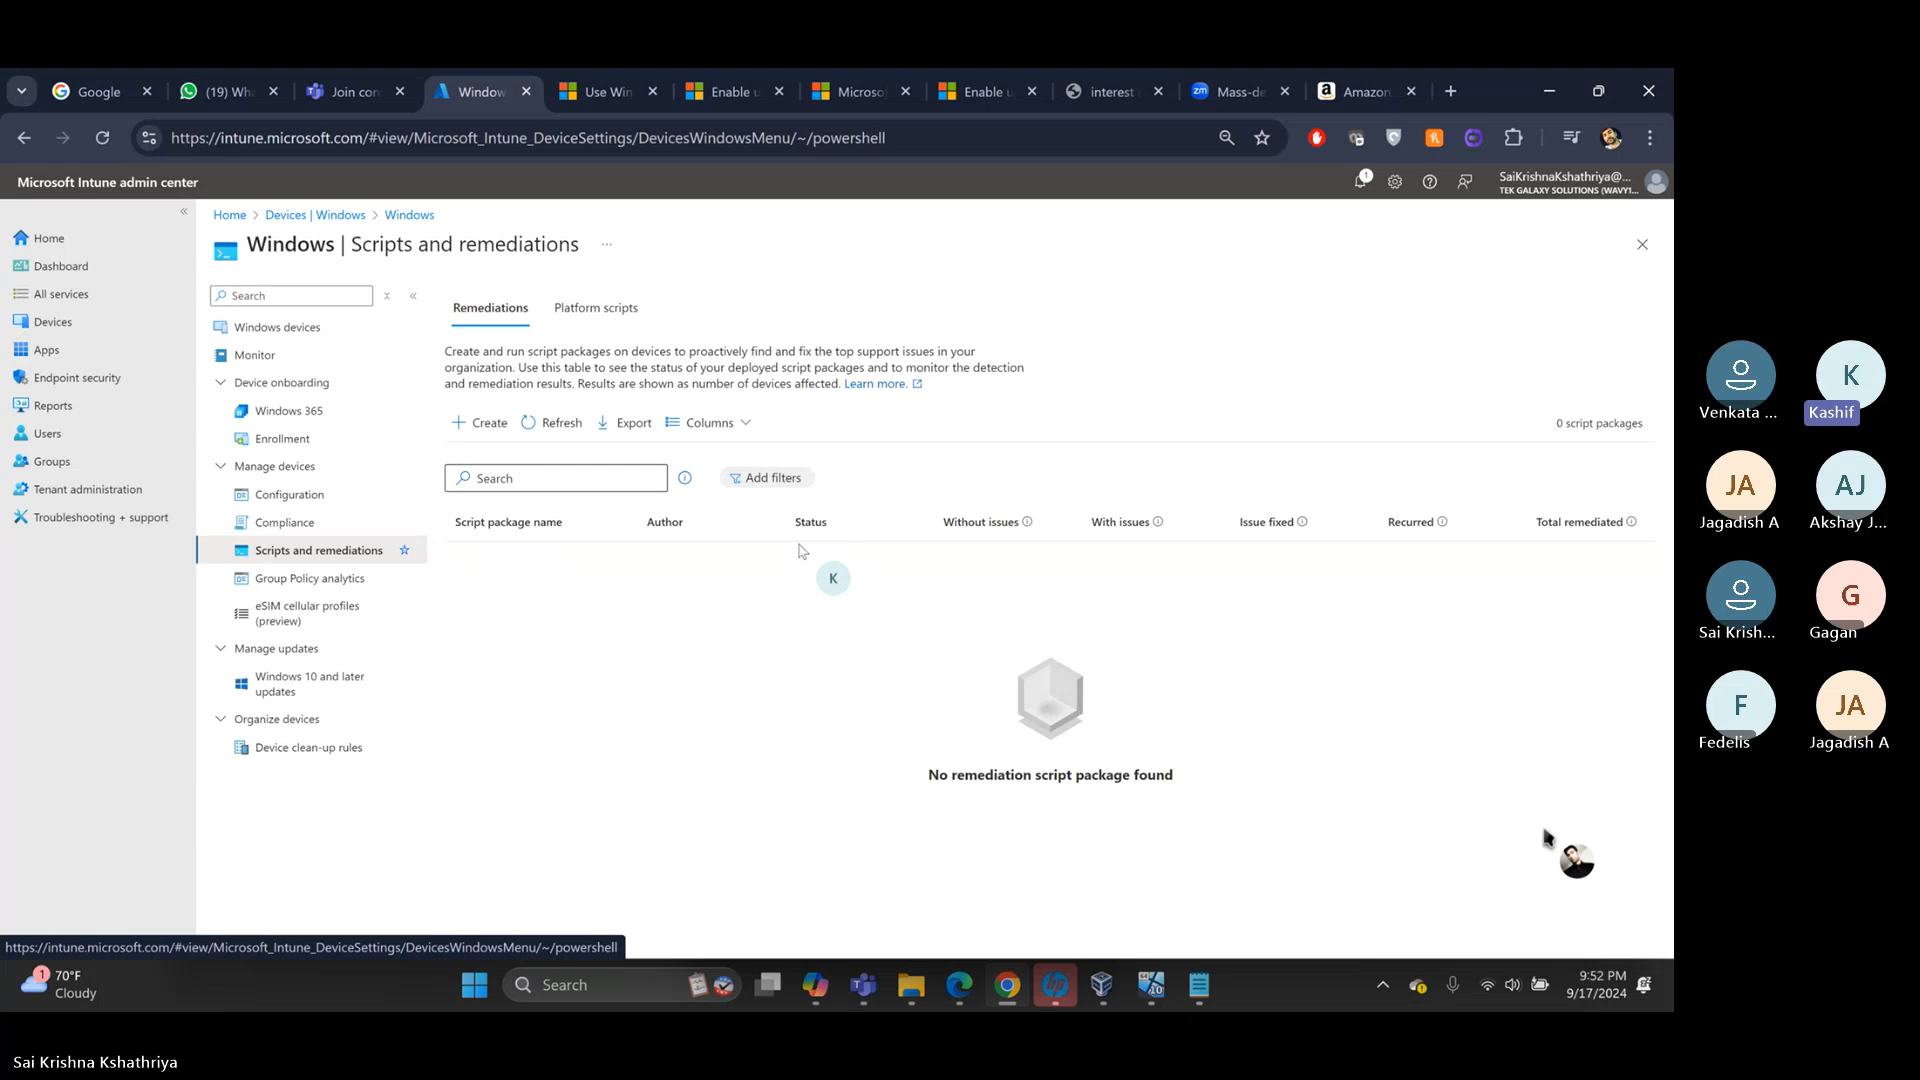 Google
(19) Wh
Join cor
Window
Use Win
Enable u
Microso
Enable u
interest
Mass-de
Amazon
https://intune.microsoft.com/#view/Microsoft_Intune_DeviceSettings/DevicesWindowsMenu/~/powershell
Microsoft Intune admin center
1
SaiKrishnaKshathriya@...
TEK GALAXY SOLUTIONS (WAVY1...
Home > Devices | Windows > Windows
Windows | Scripts and remediations ...
Home
Dashboard
All services
Devices
Apps
Endpoint security
Reports
Users
Groups
Tenant administration
Troubleshooting + support
Search
Windows devices
Monitor
Device onboarding
Windows 365
Enrollment
Manage devices
Configuration
Compliance
Scripts and remediations
Group Policy analytics
eSIM cellular profiles
(preview)
Manage updates
Windows 10 and later
updates
Organize devices
Device clean-up rules
Remediations
Platform scripts
Create and run script packages on devices to proactively find and fix the top support issues in your
organization. Use this table to see the status of your deployed script packages and to monitor the detection
and remediation results. Results are shown as number of devices affected. Learn more.
Create
Refresh
Export
Columns
0 script packages
Search
Add filters
Script package name
Author
Status
Without issues
With issues
Issue fixed
Recurred
Total remediated
K
No remediation script package found
https://intune.microsoft.com/#view/Microsoft_Intune_DeviceSettings/DevicesWindowsMenu/~/powershell
1
70°F
Cloudy
Search
9:52 PM
9/17/2024
Venkata ...
K
Kashif
JA
Jagadish A
AJ
Akshay J...
Sai Krish...
G
Gagan
F
Fedelis
JA
Jagadish A
Sai Krishna Kshathriya